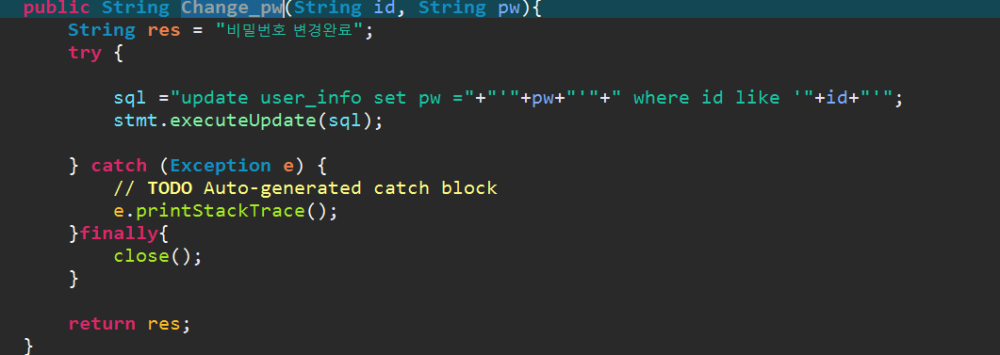 public String Change_pw(String id, String pw){
String res = "비밀번호 변경완료";
try {
sql ="update user_info set pw ="+"'"+pw+"'"+" where id like '"+id+"'";
stmt.executeUpdate(sql);
} catch (Exception e) {
// TODO Auto-generated catch block
e.printStackTrace();
}finally{
close();
}
return res;
}